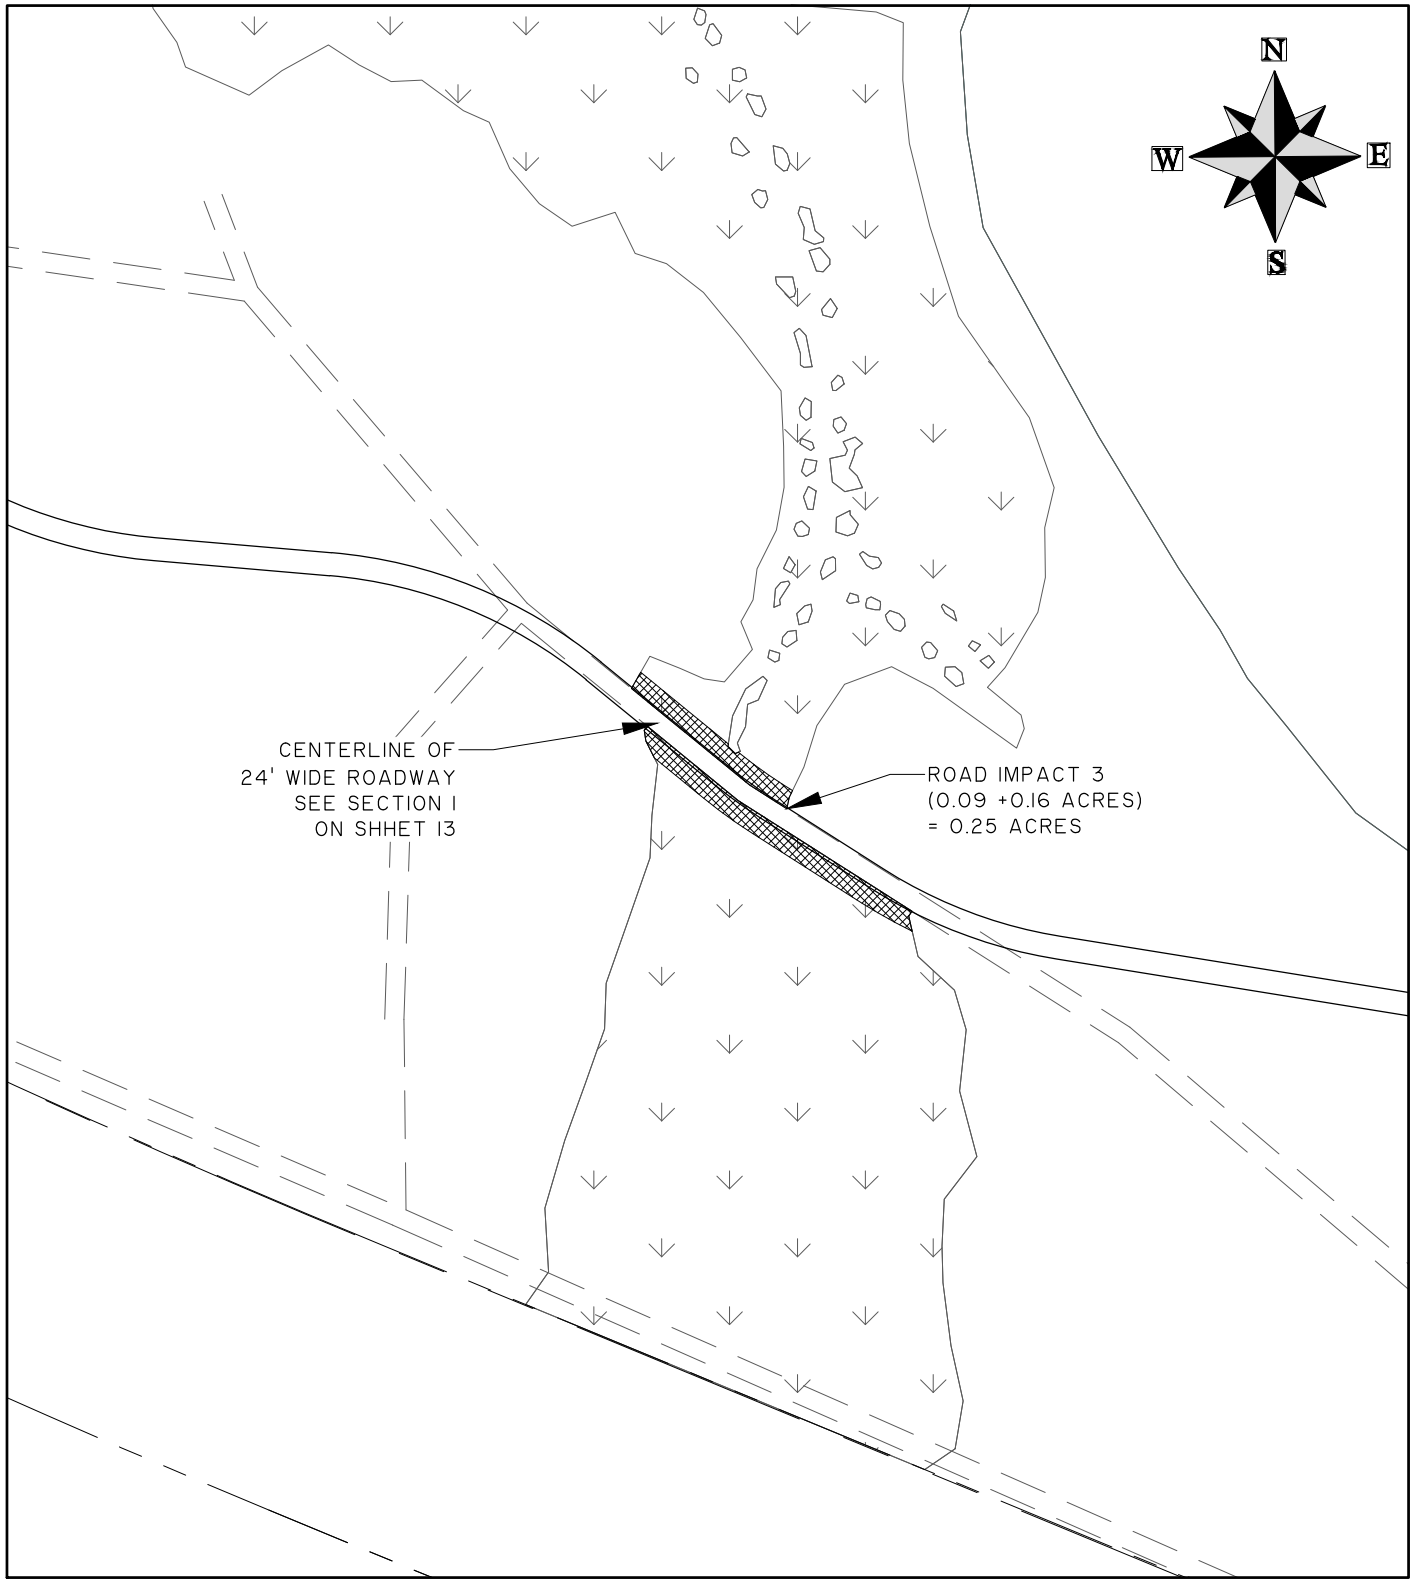 N
W
E
S
CENTERLINE OF
24' WIDE ROADWAY
SEE SECTION 1
ON SHHET 13
ROAD IMPACT 3
(0.09 +0.16 ACRES)
= 0.25 ACRES